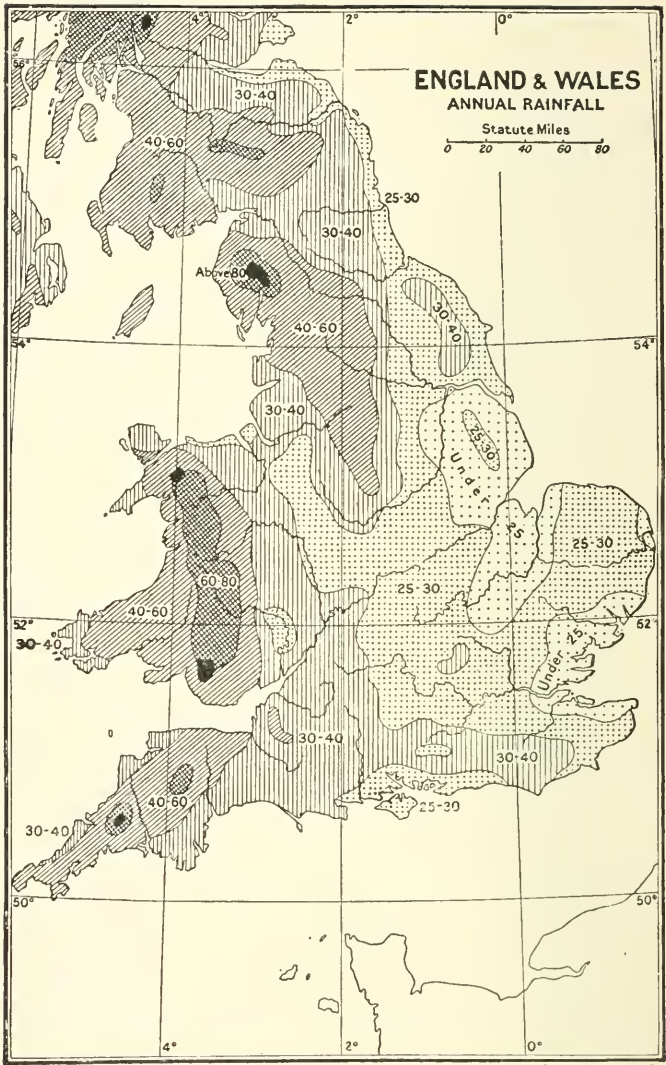 4° 2° 0°
56°
ENGLAND & WALES
ANNUAL RAINFALL
Statute Miles
0 20 40 60 80
30-40
40-60
25-30
30-40
Above 80
30-40
40-60
54° 54°
30-40
25-30
Under
25
25-30
60-80
25-30
40-60
52° 52°
30-40
Under 25
30-40
30-40
40-60
25-30
30-40
50° 50°
4° 2° 0°